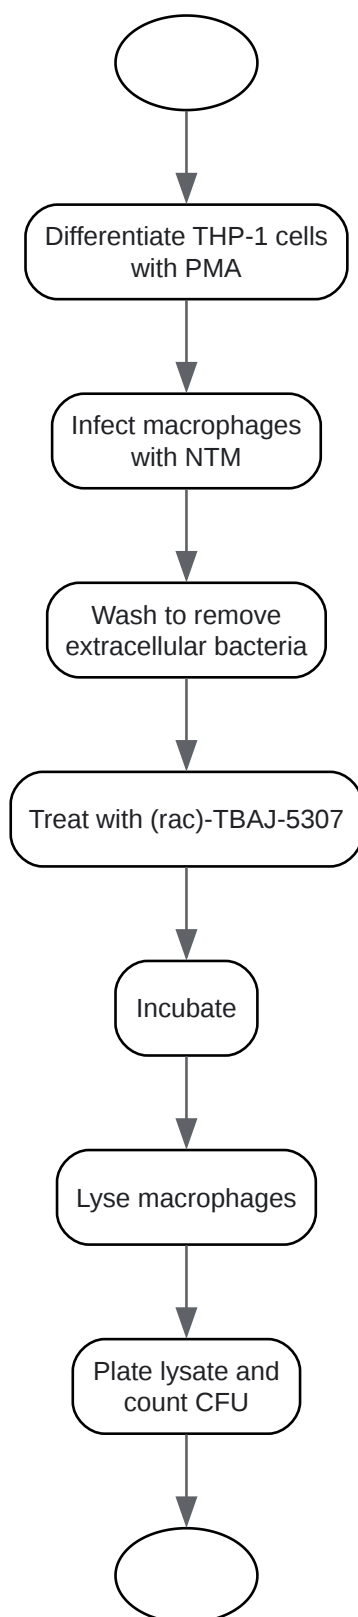 Differentiate THP-1 cells
with PMA
Infect macrophages
with NTM
Wash to remove
extracellular bacteria
Treat with (rac)-TBAJ-5307
Incubate
Lyse macrophages
Plate lysate and
count CFU